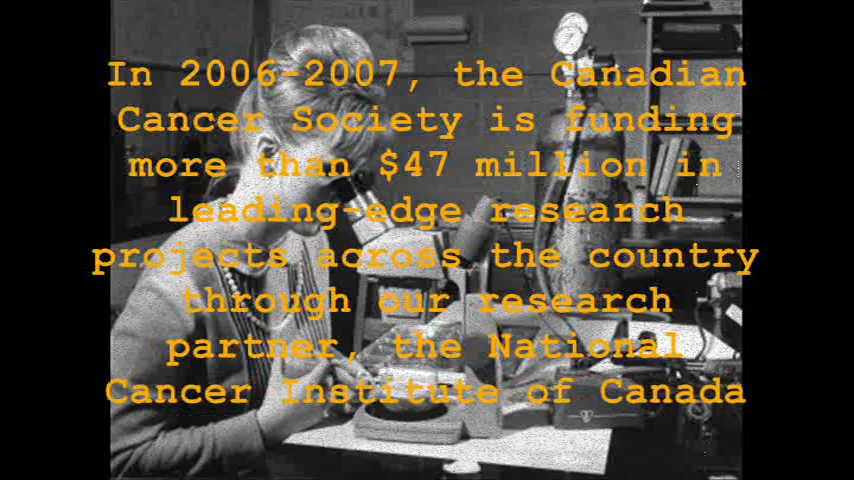 In 2006-2007, the Canadian
Cancer Society is funding
more than $47 million in
leading-edge research
projects across the country
through our research
partner, the National
Cancer Institute of Canada